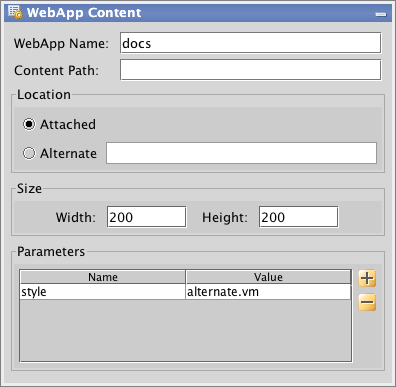 WebApp Content
WebApp Name: docs
Content Path:
Location
Attached
Alternate
Size
Width: 200 Height: 200
Parameters
Name Value
style alternate.vm